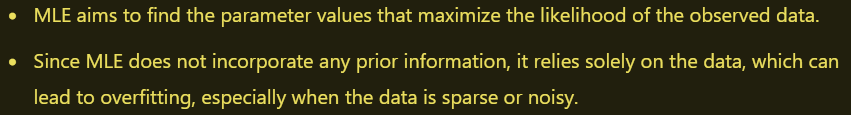 • MLE aims to find the parameter values that maximize the likelihood of the observed data.
• Since MLE does not incorporate any prior information, it relies solely on the data, which can
lead to overfitting, especially when the data is sparse or noisy.